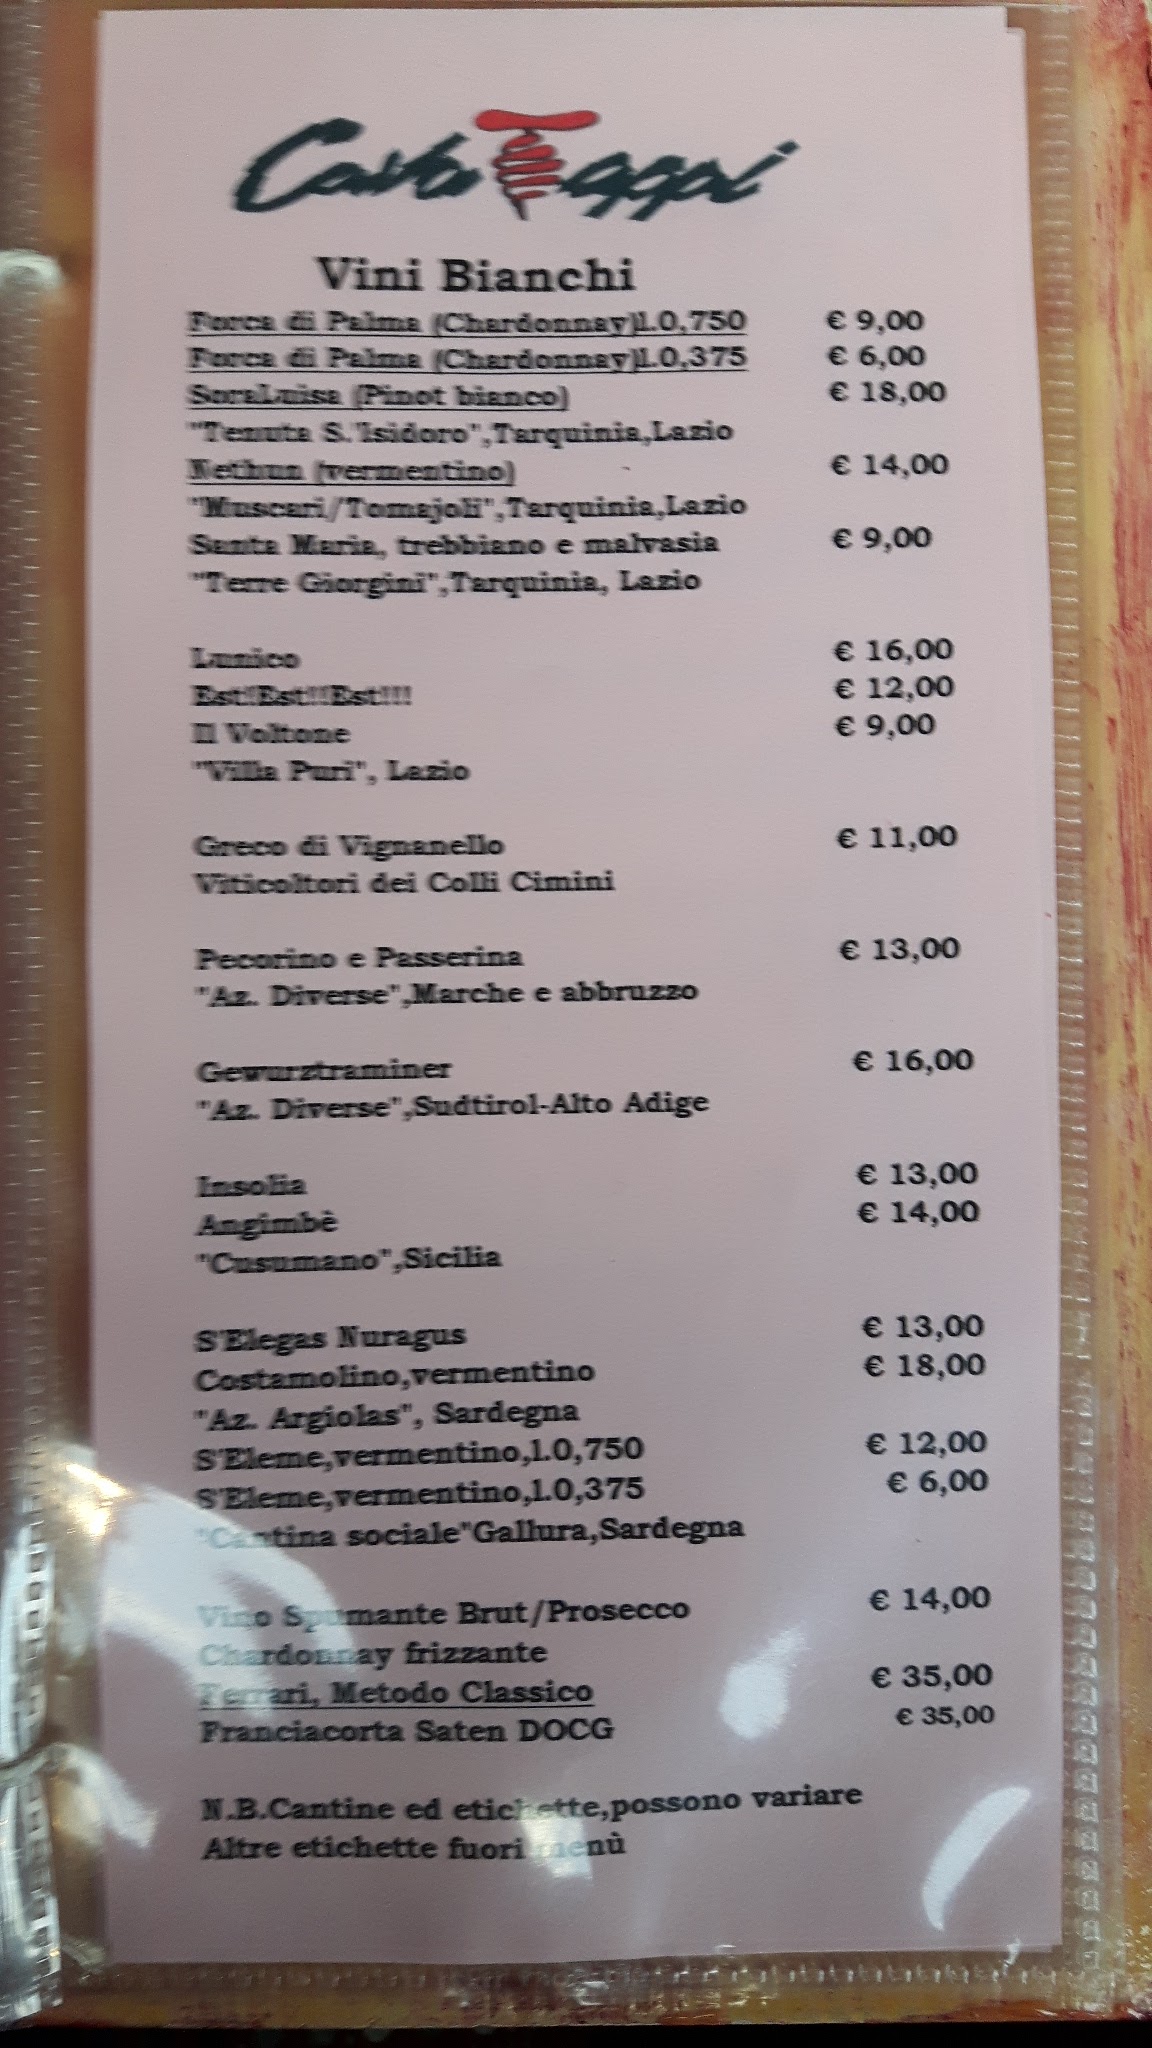 CavaTappi
Vini Bianchi
Forca di Palma (Chardonnay)l.0,750 € 9,00
Forca di Palma (Chardonnay)l.0,375 € 6,00
SoraLuisa (Pinot bianco) € 18,00
"Tenuta S.'Isidoro",Tarquinia,Lazio
Nethun (vermentino) € 14,00
"Muscari/Tomajoli",Tarquinia,Lazio
Santa Maria, trebbiano e malvasia € 9,00
"Terre Giorgini",Tarquinia, Lazio
Lunico € 16,00
Est!Est!!Est!!! € 12,00
Il Voltone € 9,00
"Villa Puri", Lazio
Greco di Vignanello € 11,00
Viticoltori dei Colli Cimini
Pecorino e Passerina € 13,00
"Az. Diverse",Marche e abbruzzo
Gewurztraminer € 16,00
"Az. Diverse",Sudtirol-Alto Adige
Insolia € 13,00
Angimbè € 14,00
"Cusumano",Sicilia
S'Elegas Nuragus € 13,00
Costamolino,vermentino € 18,00
"Az. Argiolas", Sardegna
S'Eleme,vermentino,l.0,750 € 12,00
S'Eleme,vermentino,l.0,375 € 6,00
"Cantina sociale"Gallura,Sardegna
Vino Spumante Brut/Prosecco € 14,00
Chardonnay frizzante
Ferrari, Metodo Classico € 35,00
Franciacorta Saten DOCG € 35,00
N.B.Cantine ed etichette,possono variare
Altre etichette fuori menù